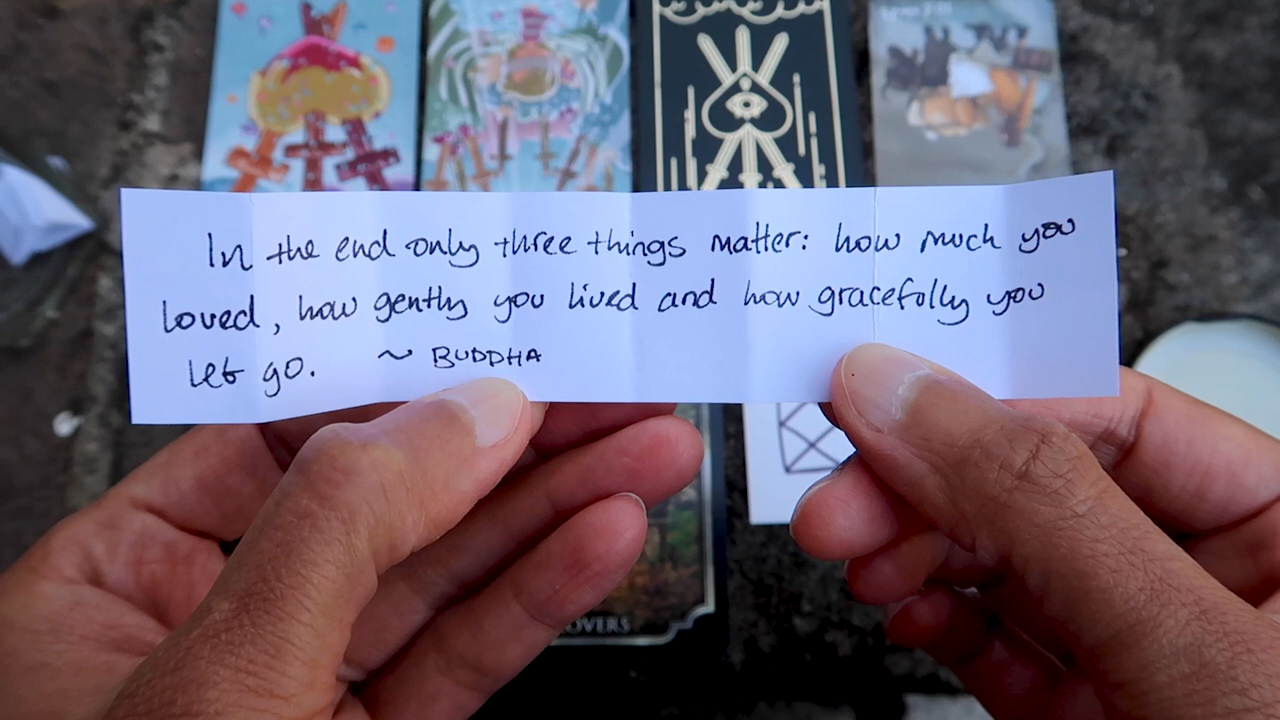 In the end only three things matter: how much you
loved, how gently you lived and how gracefully you
let go. ~ BUDDHA
OVERS